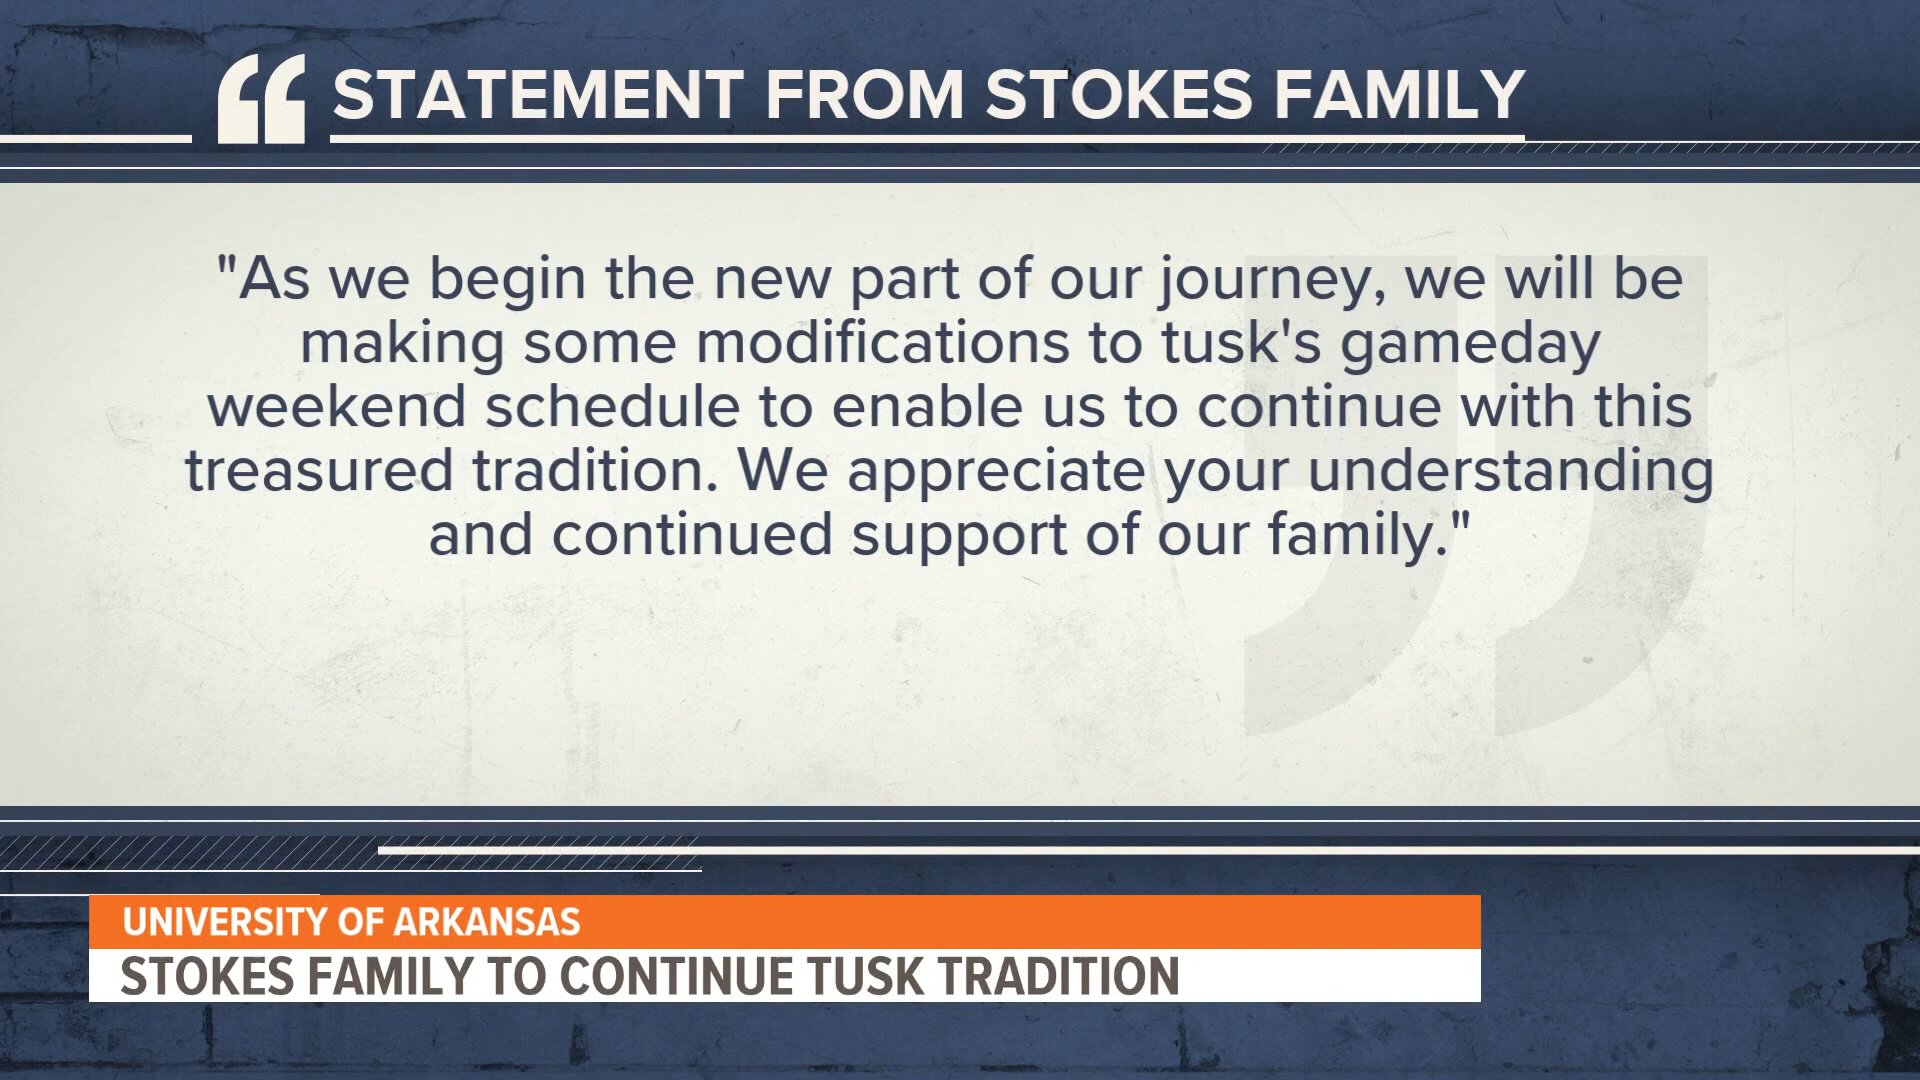 “ STATEMENT FROM STOKES FAMILY
"As we begin the new part of our journey, we will be
making some modifications to tusk's gameday
weekend schedule to enable us to continue with this
treasured tradition. We appreciate your understanding
and continued support of our family."
UNIVERSITY OF ARKANSAS
STOKES FAMILY TO CONTINUE TUSK TRADITION